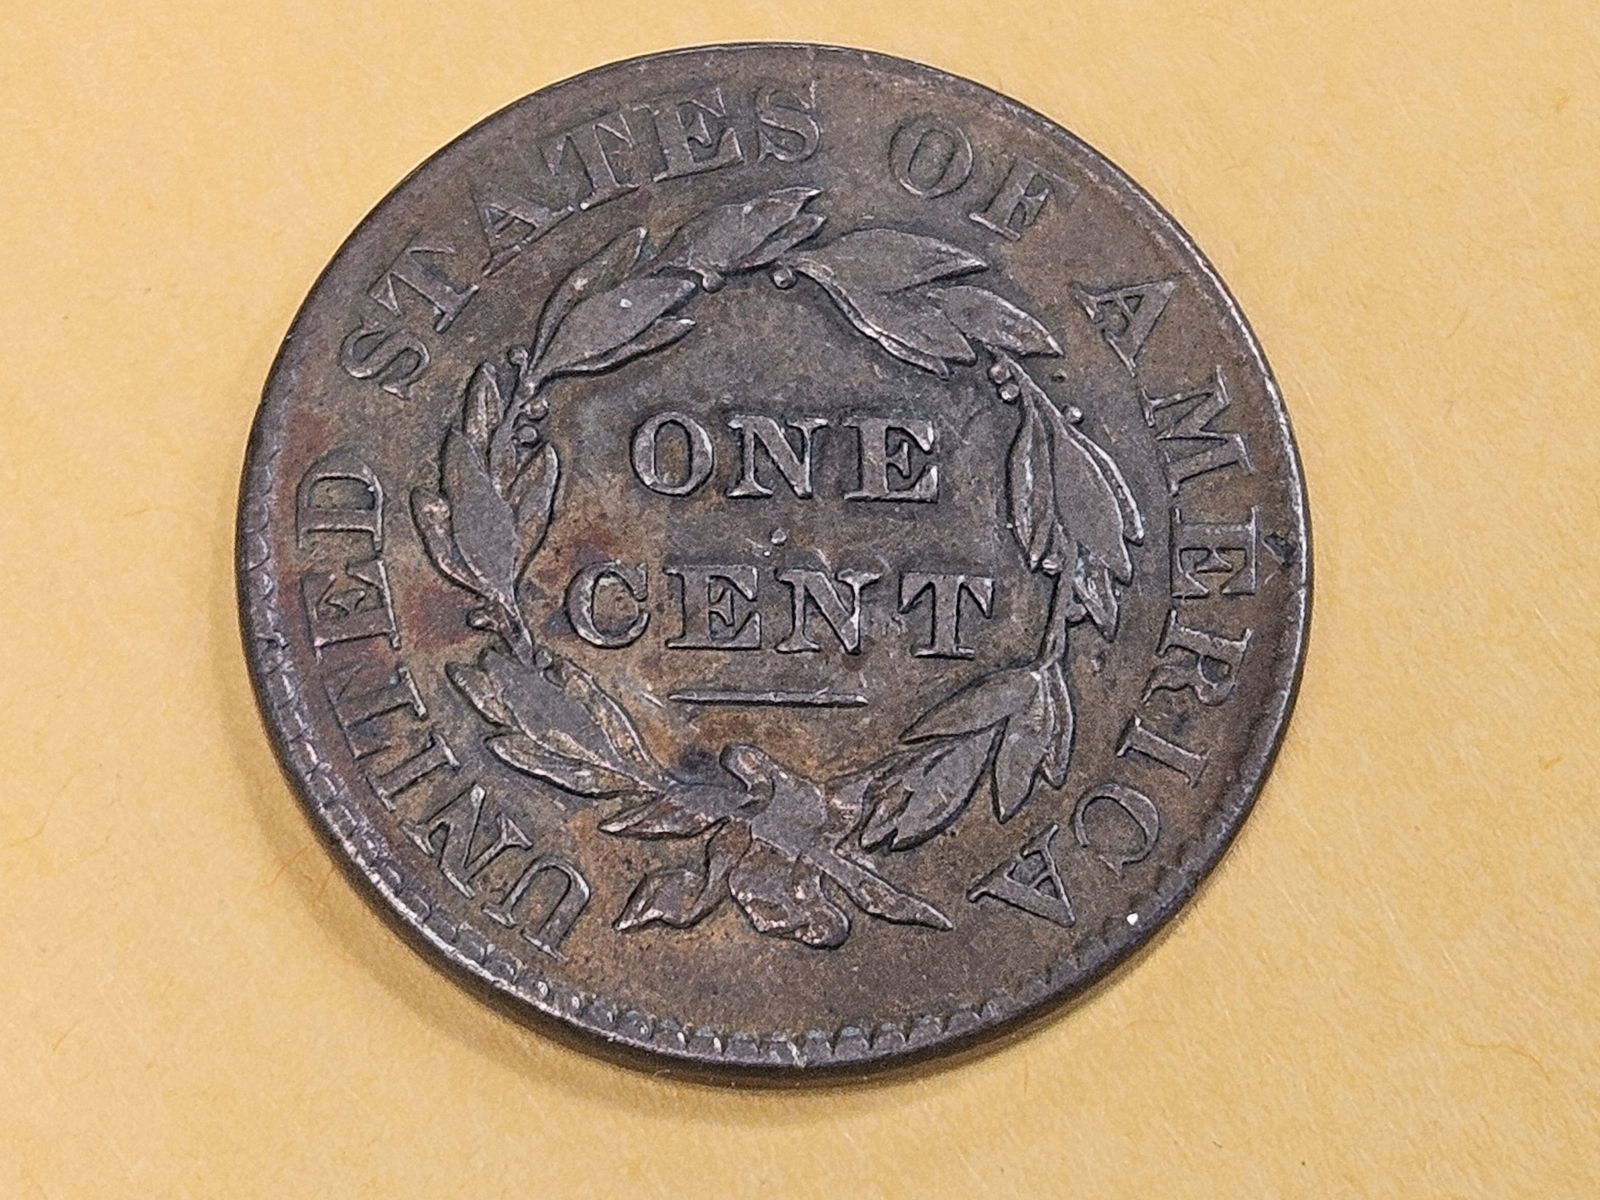 UNITED STATES OF AMERICA
ONE
CENT